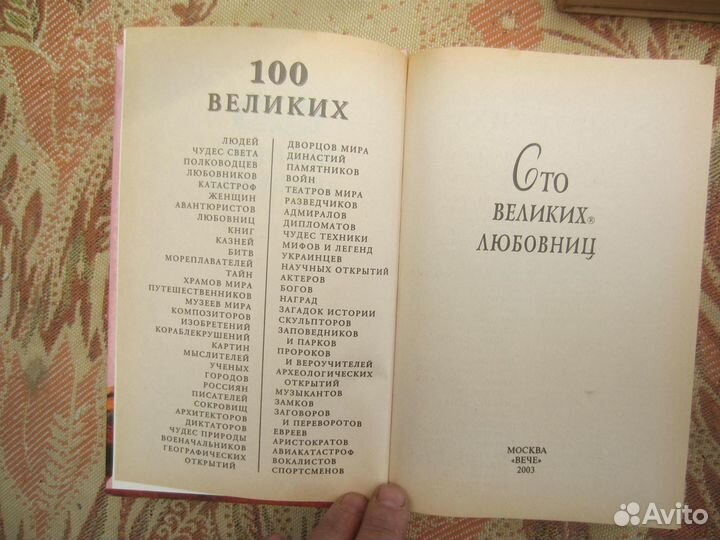 100
ВЕЛИКИХ
ЛЮДЕЙ
ЧУДЕС СВЕТА
ПОЛКОВОДЦЕВ
ЛЮБОВНИКОВ
КАТАСТРОФ
ЖЕНЩИН
АВАНТЮРИСТОВ
ЛЮБОВНИЦ
КНИГ
КАЗНЕЙ
БИТВ
МОРЕПЛАВАТЕЛЕЙ
ТАЙН
ХРАМОВ МИРА
ПУТЕШЕСТВЕННИКОВ
МУЗЕЕВ МИРА
КОМПОЗИТОРОВ
ИЗОБРЕТЕНИЙ
КОРАБЛЕКРУШЕНИЙ
КАРТИН
МЫСЛИТЕЛЕЙ
УЧЕНЫХ
ГОРОДОВ
РОССИЯН
ПИСАТЕЛЕЙ
СОКРОВИЩ
АРХИТЕКТОРОВ
ДИКТАТОРОВ
ЧУДЕС ПРИРОДЫ
ВОЕНАЧАЛЬНИКОВ
ГЕОГРАФИЧЕСКИХ
ОТКРЫТИЙ
ДВОРЦОВ МИРА
ДИНАСТИЙ
ПАМЯТНИКОВ
ВОЙН
ТЕАТРОВ МИРА
РАЗВЕДЧИКОВ
АДМИРАЛОВ
ДИПЛОМАТОВ
ЧУДЕС ТЕХНИКИ
МИФОВ И ЛЕГЕНД
УКРАИНЦЕВ
НАУЧНЫХ ОТКРЫТИЙ
АКТЕРОВ
БОГОВ
НАГРАД
ЗАГАДОК ИСТОРИИ
СКУЛЬПТОРОВ
ЗАПОВЕДНИКОВ
И ПАРКОВ
ПРОРОКОВ
И ВЕРОУЧИТЕЛЕЙ
АРХЕОЛОГИЧЕСКИХ
ОТКРЫТИЙ
МУЗЫКАНТОВ
ЗАМКОВ
ЗАГОВОРОВ
И ПЕРЕВОРОТОВ
ЕВРЕЕВ
АРИСТОКРАТОВ
АВИАКАТАСТРОФ
ВОКАЛИСТОВ
СПОРТСМЕНОВ
Сто
ВЕЛИКИХ®
ЛЮБОВНИЦ
МОСКВА
«ВЕЧЕ»
2003
Avito